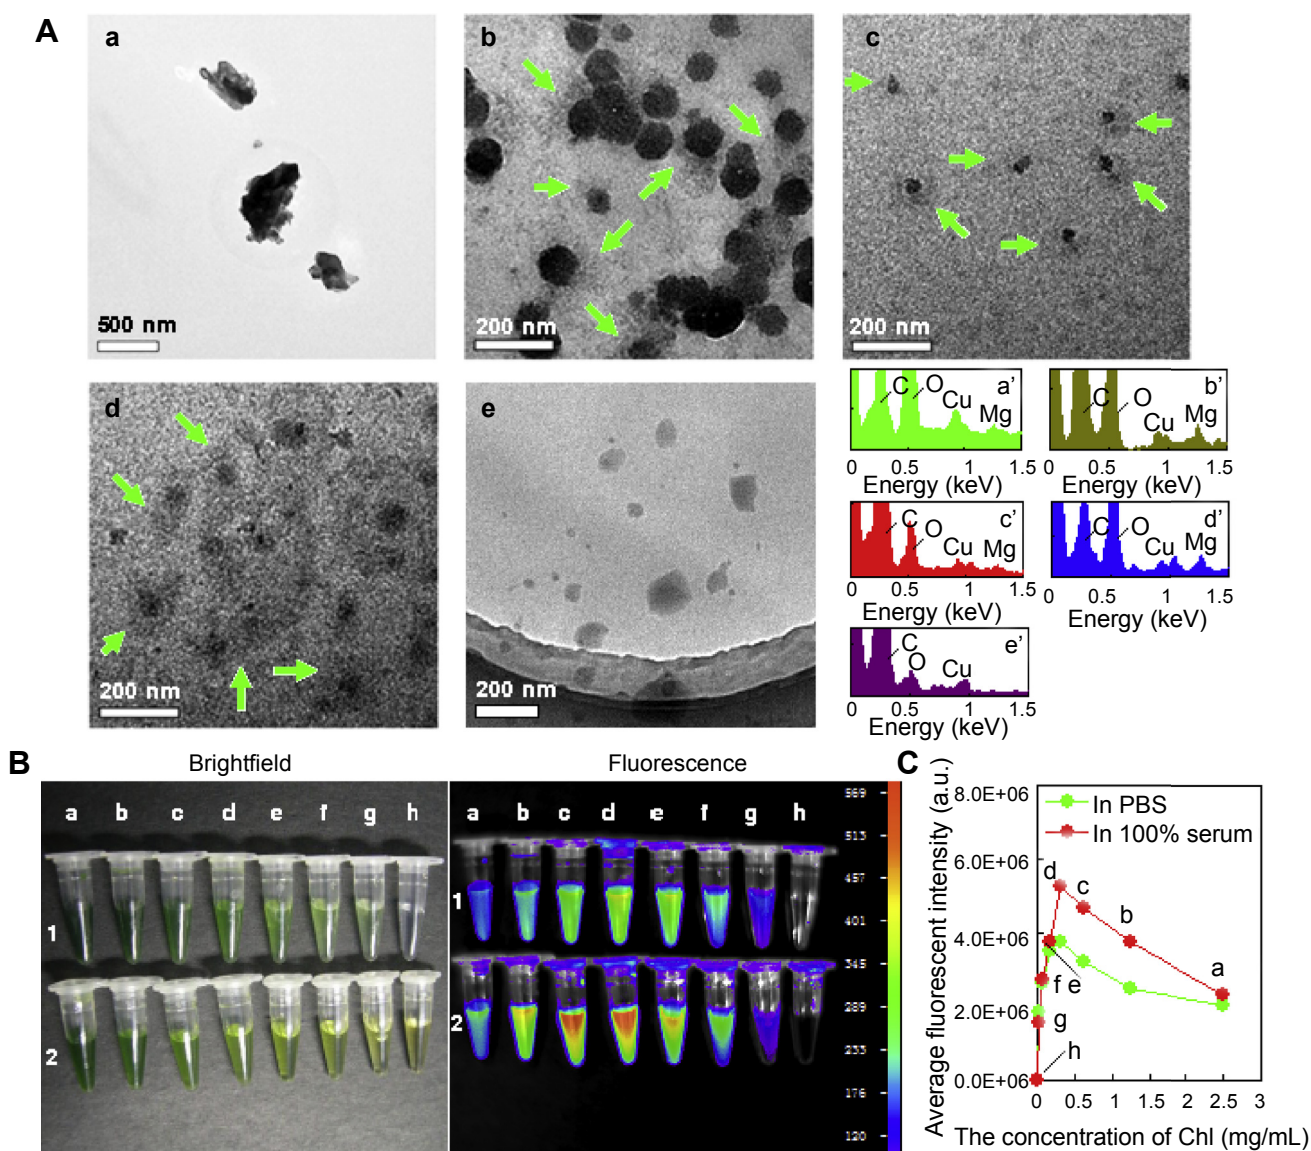 A
a
500 nm
b
200 nm
c
200 nm
d
200 nm
e
200 nm
a’
C
O
Cu
Mg
0 0.5 1 1.5
Energy (keV)
b’
C
O
Cu
Mg
0 0.5 1 1.5
Energy (keV)
c’
C
O
Cu
Mg
0 0.5 1 1.5
Energy (keV)
d’
C
O
Cu
Mg
0 0.5 1 1.5
Energy (keV)
e’
C
O
Cu
0 0.5 1 1.5
Energy (keV)
B
Brightfield
a b c d e f g h
1
2
Fluorescence
a b c d e f g h
1
2
569
513
457
401
345
289
233
176
120
C
Average fluorescent intensity (a.u.)
8.0E+06
6.0E+06
4.0E+06
2.0E+06
0.0E+06
In PBS
In 100% serum
d
c
b
a
f e
g
h
0 0.5 1 1.5 2 2.5 3
The concentration of Chl (mg/mL)